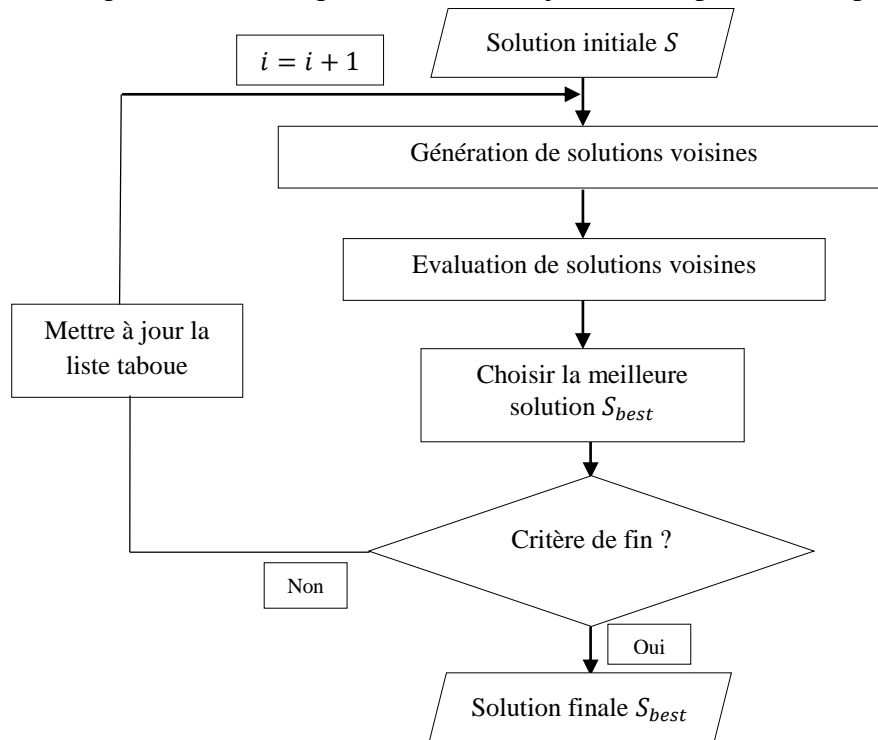 Solution initiale S
i = i + 1
Génération de solutions voisines
Evaluation de solutions voisines
Mettre à jour la
liste taboue
Choisir la meilleure
solution S_best
Critère de fin ?
Non
Oui
Solution finale S_best